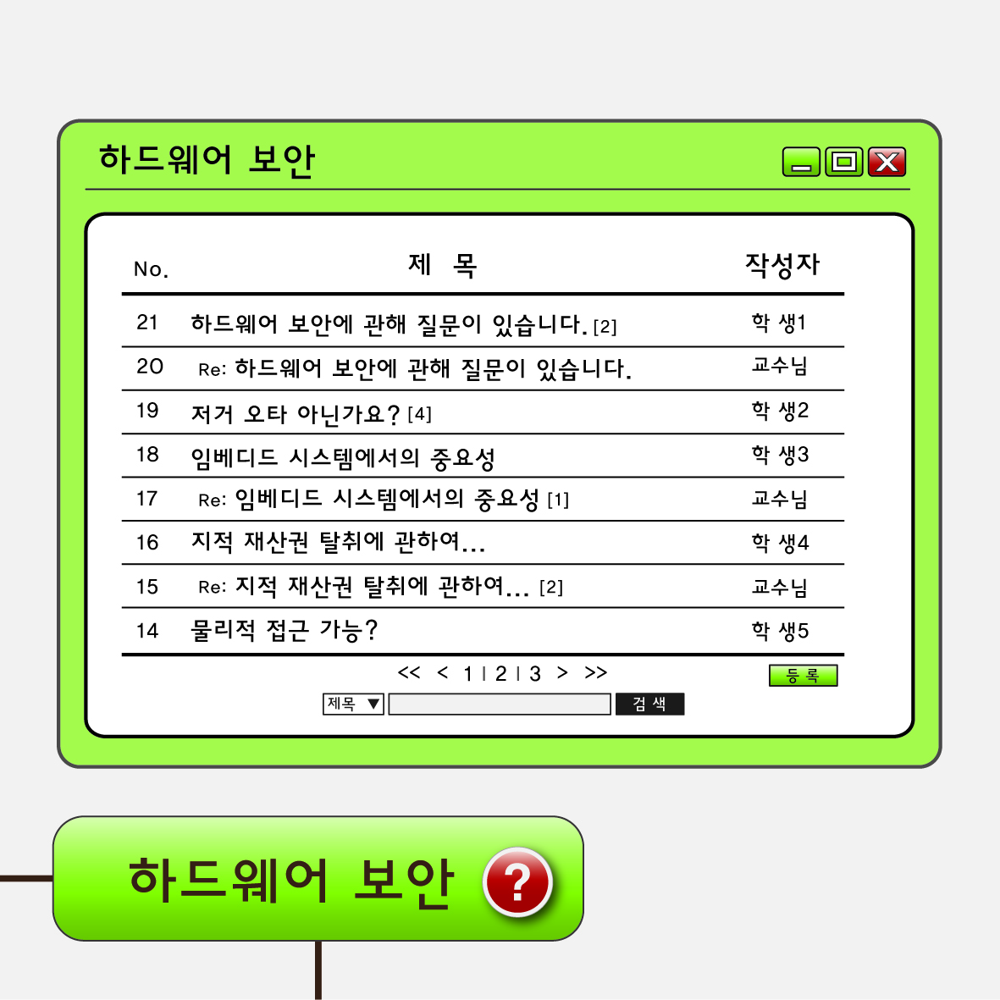 하드웨어 보안
No. 제 목 작성자
21 하드웨어 보안에 관해 질문이 있습니다. [2] 학 생1
20 Re: 하드웨어 보안에 관해 질문이 있습니다. 교수님
19 저거 오타 아닌가요? [4] 학 생2
18 임베디드 시스템에서의 중요성 학 생3
17 Re: 임베디드 시스템에서의 중요성 [1] 교수님
16 지적 재산권 탈취에 관하여... 학 생4
15 Re: 지적 재산권 탈취에 관하여... [2] 교수님
14 물리적 접근 가능? 학 생5
<< < 1 | 2 | 3 > >> 등 록
제목 ▼ 검 색
하드웨어 보안 ?